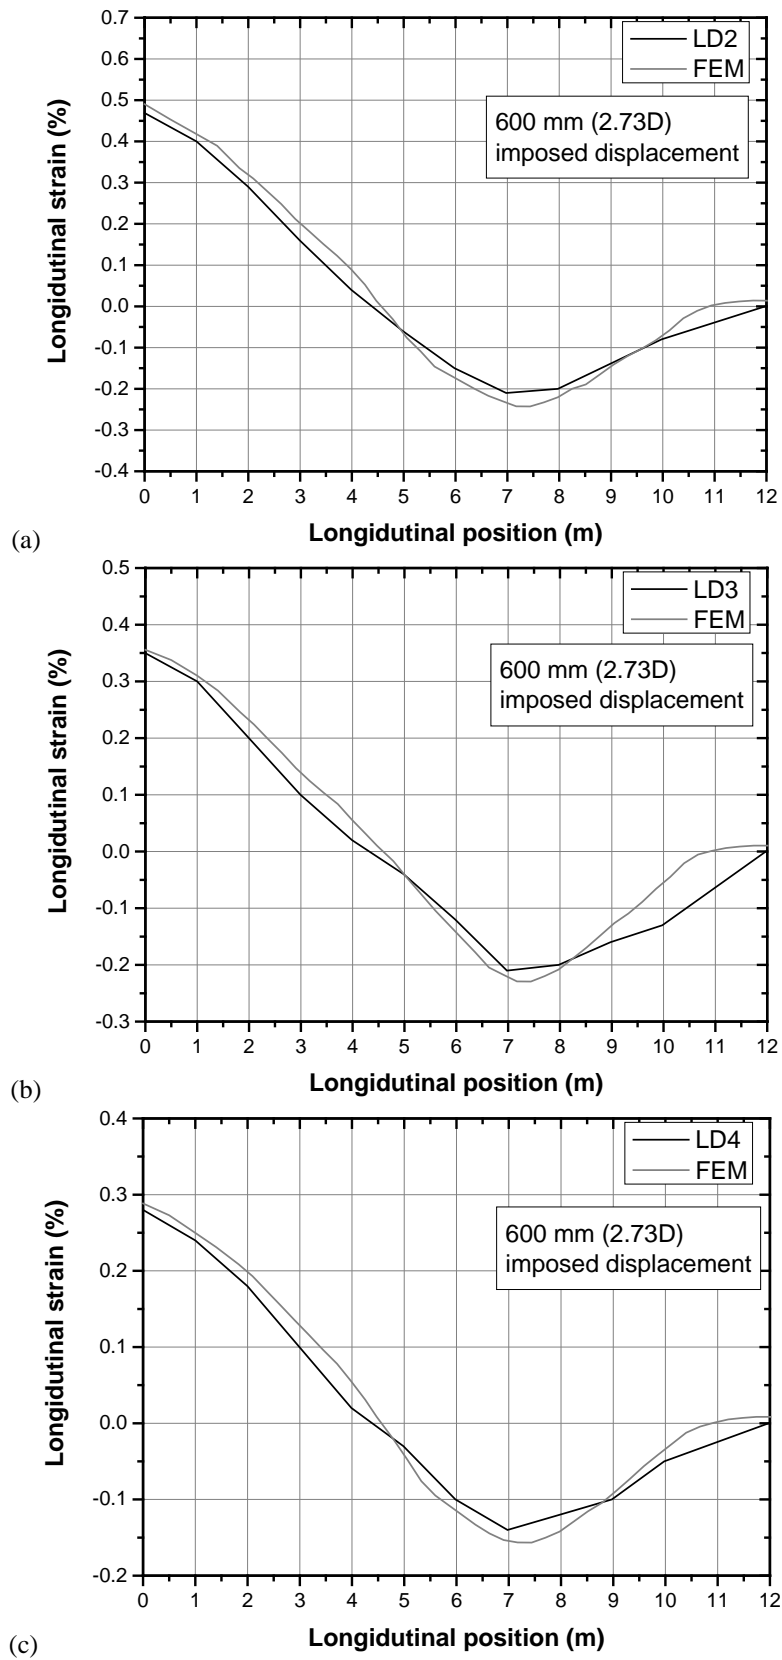 0.7
LD2
FEM
0.6
0.5
600 mm (2.73D)
imposed displacement
0.4
0.3
0.2
0.1
0.0
-0.1
-0.2
-0.3
-0.4
Longidutinal strain (%)
0 1 2 3 4 5 6 7 8 9 10 11 12
Longidutinal position (m)
(a)
0.5
LD3
FEM
0.4
600 mm (2.73D)
imposed displacement
0.3
0.2
0.1
0.0
-0.1
-0.2
-0.3
Longidutinal strain (%)
0 1 2 3 4 5 6 7 8 9 10 11 12
Longidutinal position (m)
(b)
0.4
LD4
FEM
0.3
600 mm (2.73D)
imposed displacement
0.2
0.1
0.0
-0.1
-0.2
Longidutinal strain (%)
0 1 2 3 4 5 6 7 8 9 10 11 12
Longidutinal position (m)
(c)